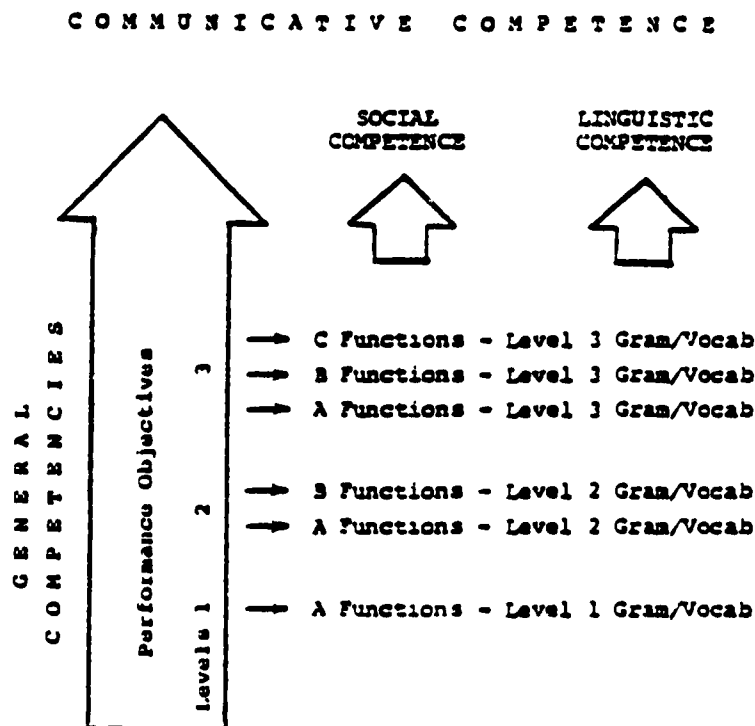 COMMUNICATIVE COMPETENCE
SOCIAL
COMPETENCE
LINGUISTIC
COMPETENCE
GENERAL
COMPETENCIES
Performance Objectives
Levels 1 2 3
C Functions - Level 3 Gram/Vocab
B Functions - Level 3 Gram/Vocab
A Functions - Level 3 Gram/Vocab
B Functions - Level 2 Gram/Vocab
A Functions - Level 2 Gram/Vocab
A Functions - Level 1 Gram/Vocab